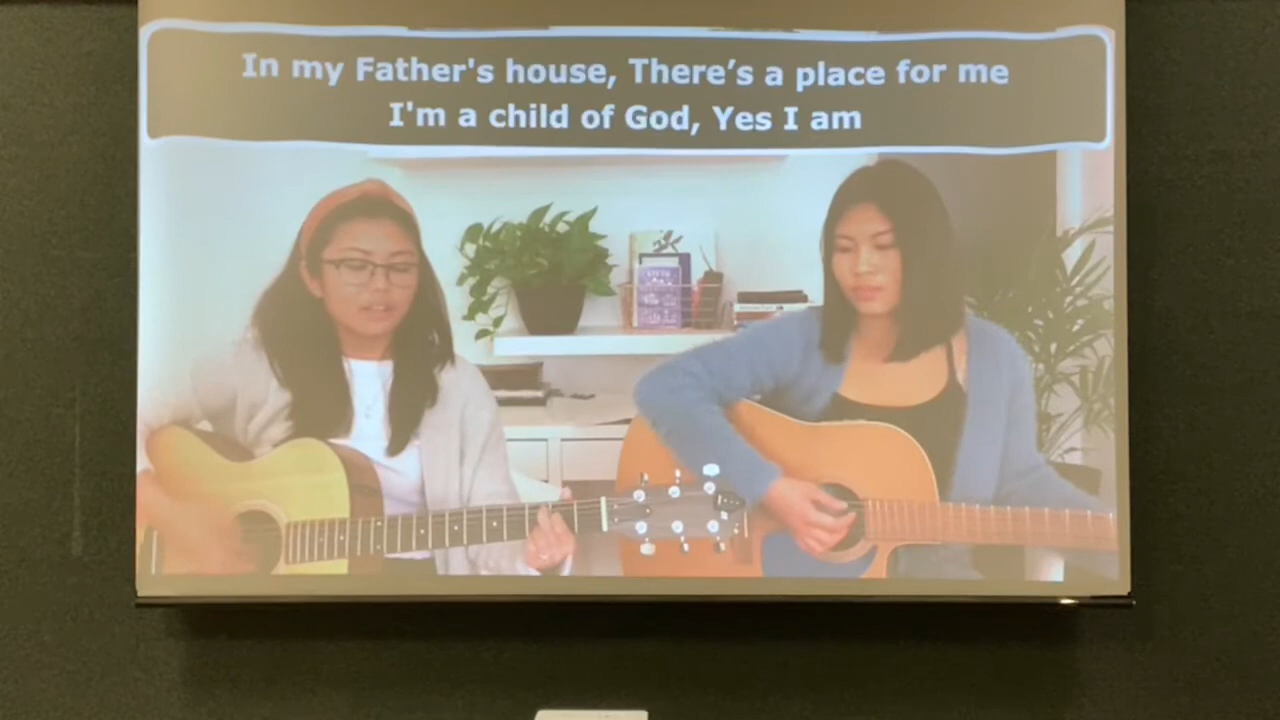 In my Father's house, There’s a place for me
I'm a child of God, Yes I am